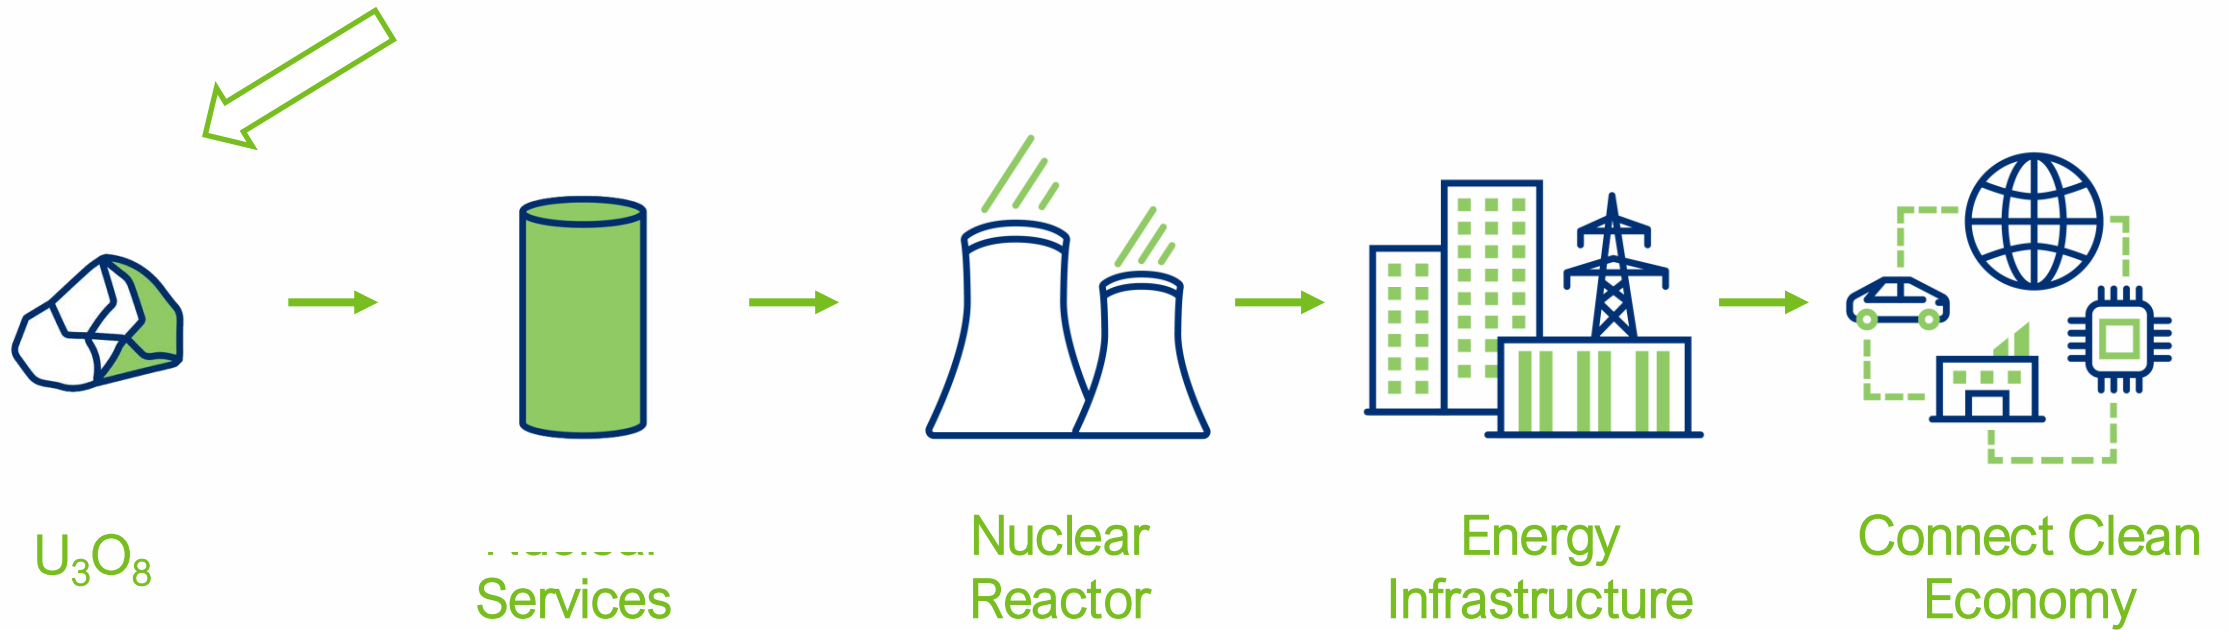 U₃O₈
Services
Nuclear
Reactor
Energy
Infrastructure
Connect Clean
Economy